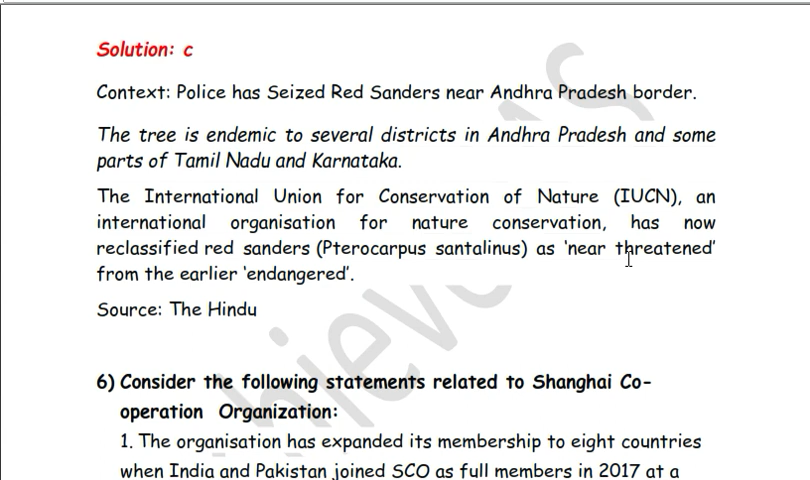 Solution: c
Context: Police has Seized Red Sanders near Andhra Pradesh border.
The tree is endemic to several districts in Andhra Pradesh and some
parts of Tamil Nadu and Karnataka.
The International Union for Conservation of Nature (IUCN), an
international organisation for nature conservation, has now
reclassified red sanders (Pterocarpus santalinus) as 'near threatened'
from the earlier 'endangered'.
Source: The Hindu
6) Consider the following statements related to Shanghai Co-
operation Organization:
1. The organisation has expanded its membership to eight countries
when India and Pakistan joined SCO as full members in 2017 at a